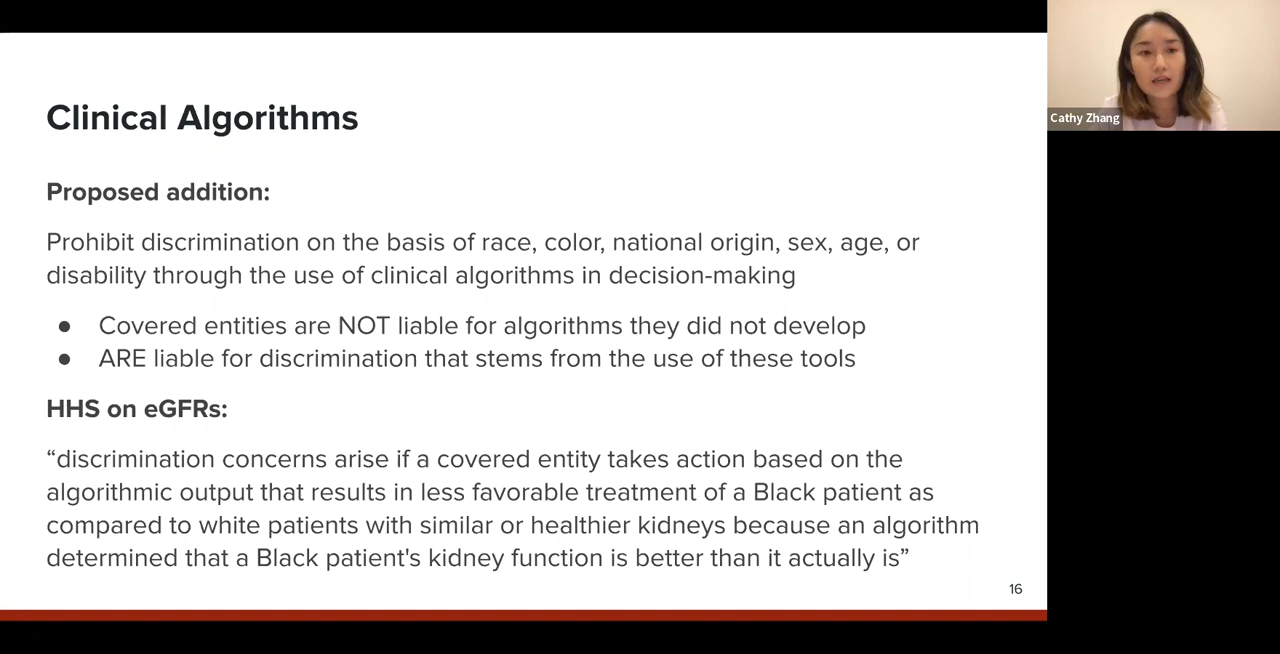 Clinical Algorithms
Proposed addition:
Prohibit discrimination on the basis of race, color, national origin, sex, age, or
disability through the use of clinical algorithms in decision-making
● Covered entities are NOT liable for algorithms they did not develop
● ARE liable for discrimination that stems from the use of these tools
HHS on eGFRs:
“discrimination concerns arise if a covered entity takes action based on the
algorithmic output that results in less favorable treatment of a Black patient as
compared to white patients with similar or healthier kidneys because an algorithm
determined that a Black patient's kidney function is better than it actually is”
16
Cathy Zhang